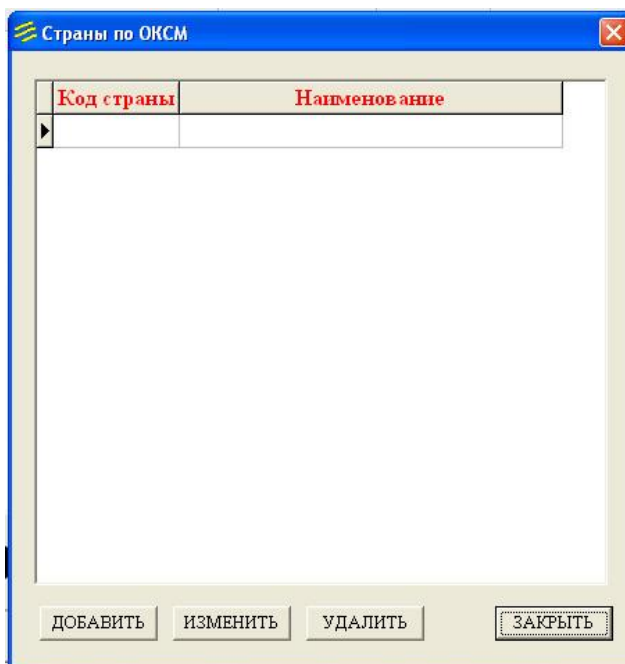 Страны по ОКСМ
Код страны Наименование
ДОБАВИТЬ ИЗМЕНИТЬ УДАЛИТЬ ЗАКРЫТЬ